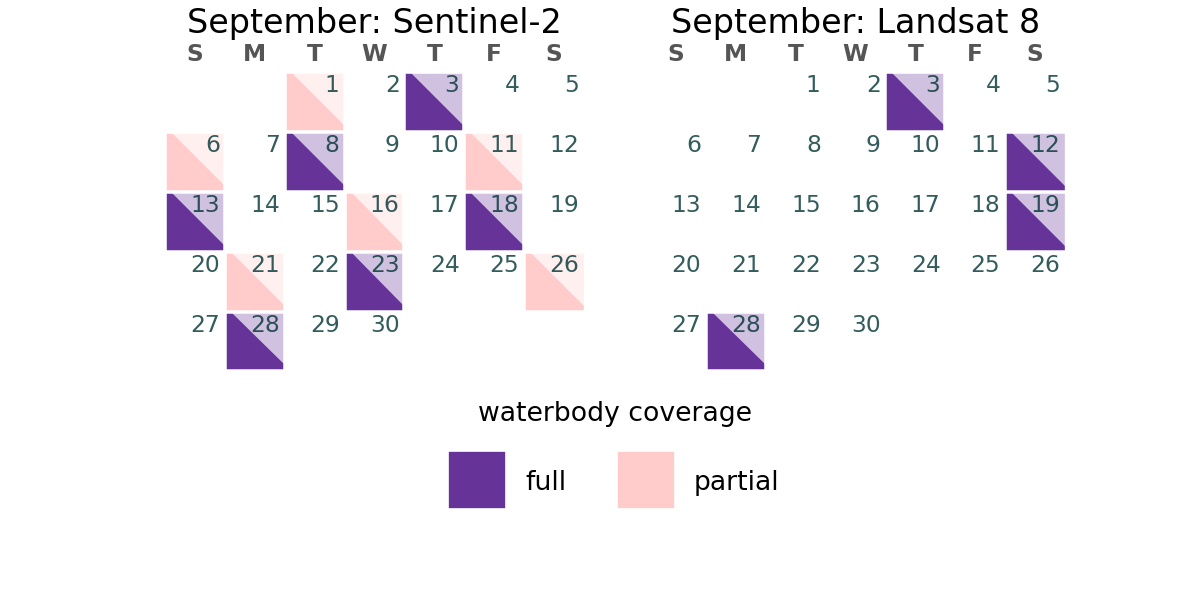 September: Sentinel-2
S M T W T F S
1 2 3 4 5
6 7 8 9 10 11 12
13 14 15 16 17 18 19
20 21 22 23 24 25 26
27 28 29 30
September: Landsat 8
S M T W T F S
1 2 3 4 5
6 7 8 9 10 11 12
13 14 15 16 17 18 19
20 21 22 23 24 25 26
27 28 29 30
waterbody coverage
full partial